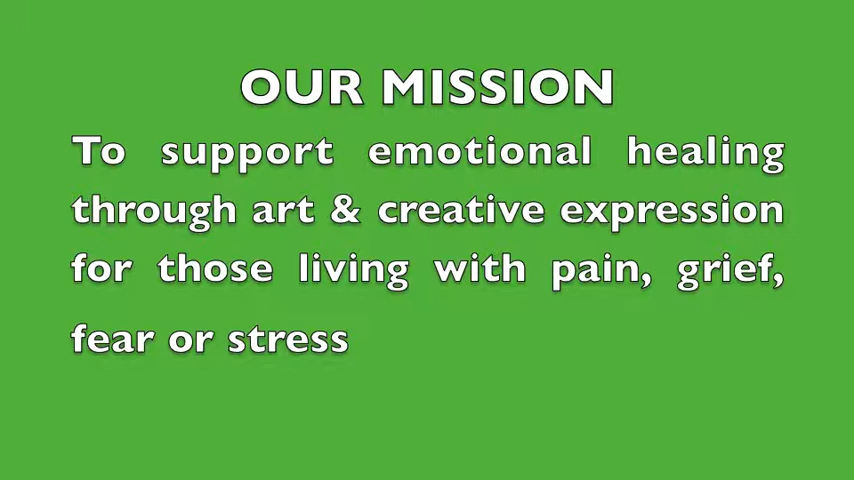 OUR MISSION
To support emotional healing
through art & creative expression
for those living with pain, grief,
fear or stress